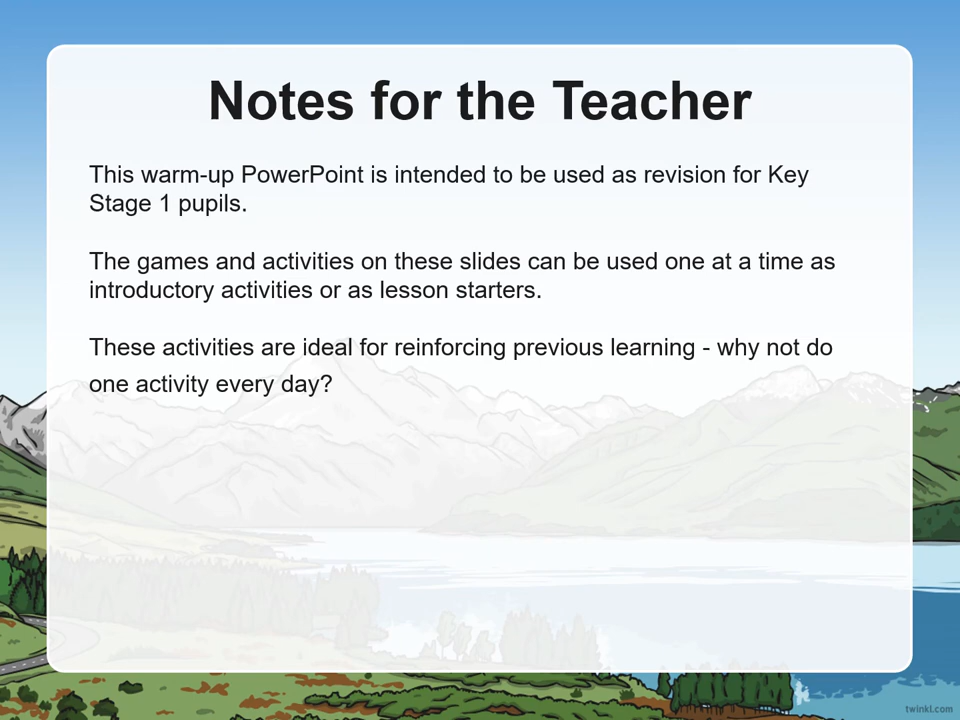 Notes for the Teacher
This warm-up PowerPoint is intended to be used as revision for Key
Stage 1 pupils.
The games and activities on these slides can be used one at a time as
introductory activities or as lesson starters.
These activities are ideal for reinforcing previous learning - why not do
one activity every day?
twinkl.com